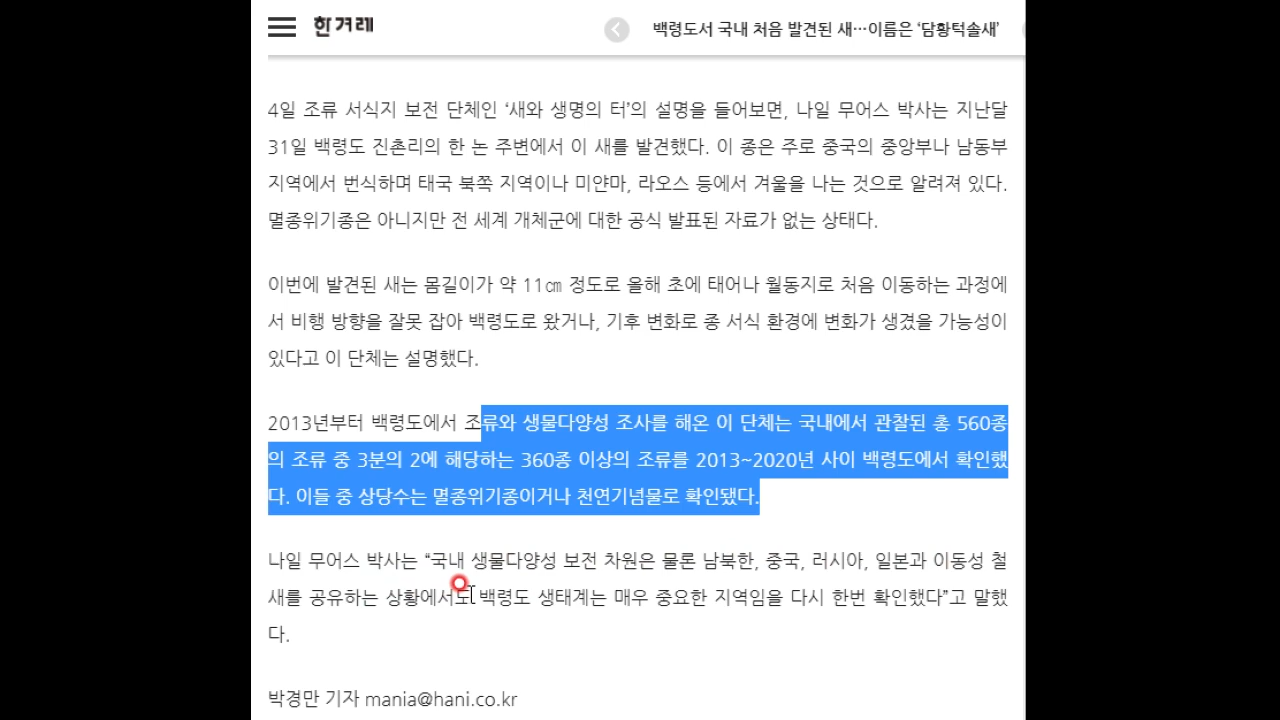 한겨레
백령도서 국내 처음 발견된 새…이름은 ‘담황턱솔새’
4일 조류 서식지 보전 단체인 ‘새와 생명의 터’의 설명을 들어보면, 나일 무어스 박사는 지난달
31일 백령도 진촌리의 한 논 주변에서 이 새를 발견했다. 이 종은 주로 중국의 중앙부나 남동부
지역에서 번식하며 태국 북쪽 지역이나 미얀마, 라오스 등에서 겨울을 나는 것으로 알려져 있다.
멸종위기종은 아니지만 전 세계 개체군에 대한 공식 발표된 자료가 없는 상태다.
이번에 발견된 새는 몸길이가 약 11㎝ 정도로 올해 초에 태어나 월동지로 처음 이동하는 과정에
서 비행 방향을 잘못 잡아 백령도로 왔거나, 기후 변화로 종 서식 환경에 변화가 생겼을 가능성이
있다고 이 단체는 설명했다.
2013년부터 백령도에서 조류와 생물다양성 조사를 해온 이 단체는 국내에서 관찰된 총 560종
의 조류 중 3분의 2에 해당하는 360종 이상의 조류를 2013~2020년 사이 백령도에서 확인했
다. 이들 중 상당수는 멸종위기종이거나 천연기념물로 확인됐다.
나일 무어스 박사는 “국내 생물다양성 보전 차원은 물론 남북한, 중국, 러시아, 일본과 이동성 철
새를 공유하는 상황에서도 백령도 생태계는 매우 중요한 지역임을 다시 한번 확인했다”고 말했
다.
박경만 기자 mania@hani.co.kr